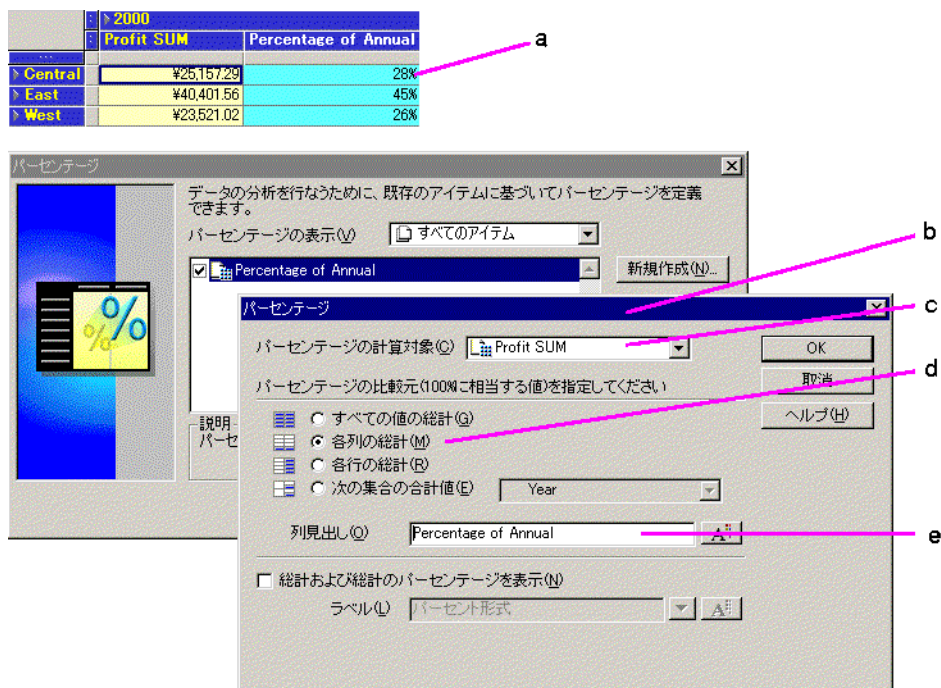 2000
Profit SUM Percentage of Annual
a
Central ¥25,157.29 28%
East ¥40,401.56 45%
West ¥23,521.02 26%
パーセンテージ
データの分析を行なうために、既存のアイテムに基づいてパーセンテージを定義
できます。
パーセンテージの表示(V) すべてのアイテム
b
Percentage of Annual 新規作成(N)...
パーセンテージ
c
パーセンテージの計算対象(C) Profit SUM OK
d
パーセンテージの比較元(100%に相当する値)を指定してください 取消
すべての値の総計(G) ヘルプ(H)
説明
パーセ
各列の総計(M)
各行の総計(R)
次の集合の合計値(E) Year
列見出し(O) Percentage of Annual A
e
総計および総計のパーセンテージを表示(N)
ラベル(L) パーセント形式 A